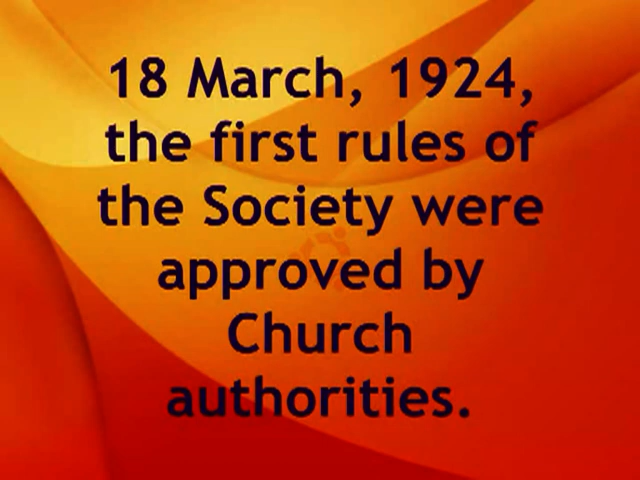 18 March, 1924,
the first rules of
the Society were
approved by
Church
authorities.